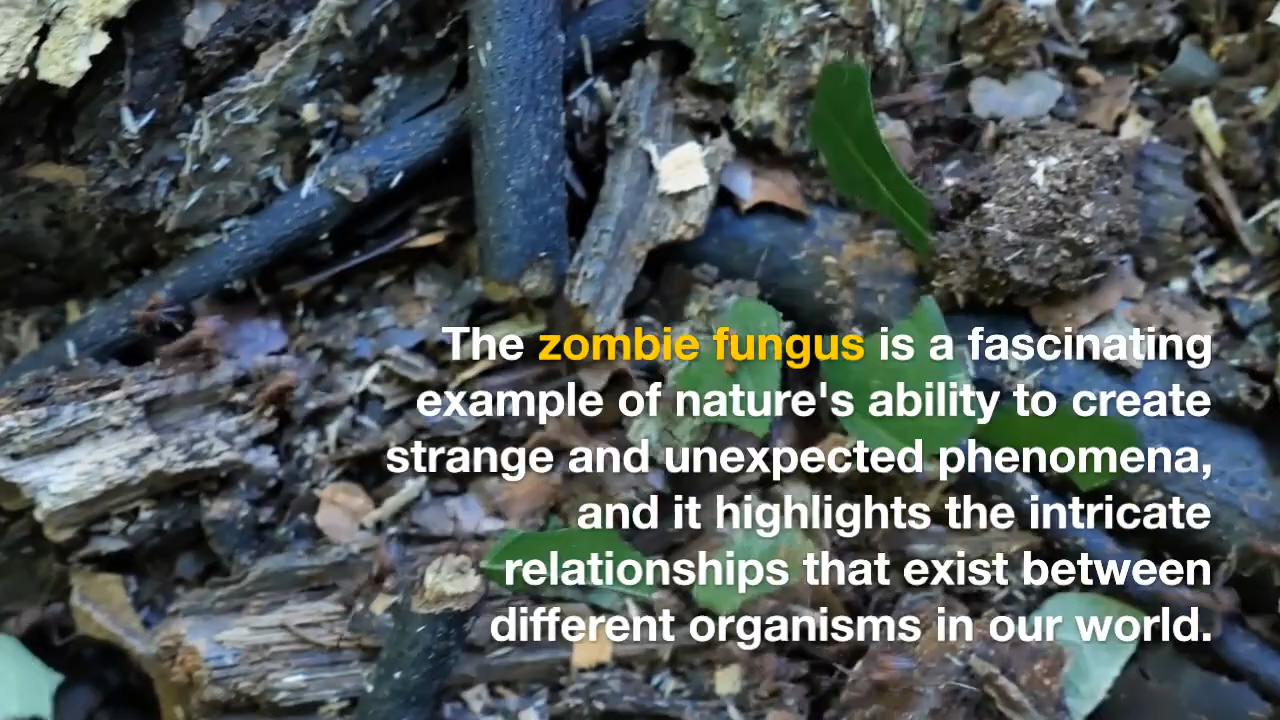 The zombie fungus is a fascinating
example of nature's ability to create
strange and unexpected phenomena,
and it highlights the intricate
relationships that exist between
different organisms in our world.